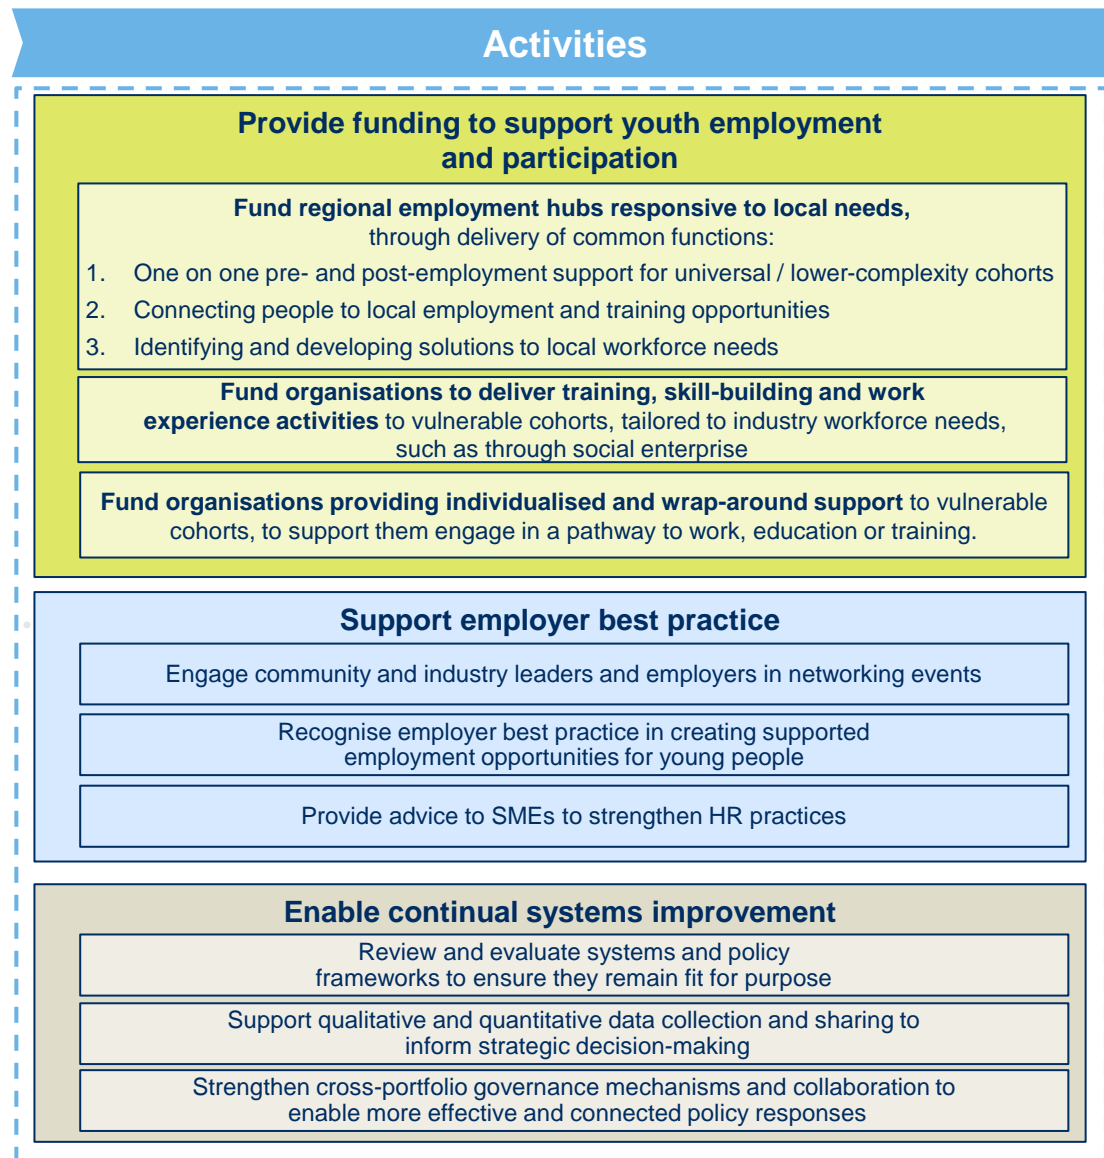 Activities
Provide funding to support youth employment
and participation
Fund regional employment hubs responsive to local needs,
through delivery of common functions:
1. One on one pre- and post-employment support for universal / lower-complexity cohorts
2. Connecting people to local employment and training opportunities
3. Identifying and developing solutions to local workforce needs
Fund organisations to deliver training, skill-building and work
experience activities to vulnerable cohorts, tailored to industry workforce needs,
such as through social enterprise
Fund organisations providing individualised and wrap-around support to vulnerable
cohorts, to support them engage in a pathway to work, education or training.
Support employer best practice
Engage community and industry leaders and employers in networking events
Recognise employer best practice in creating supported
employment opportunities for young people
Provide advice to SMEs to strengthen HR practices
Enable continual systems improvement
Review and evaluate systems and policy
frameworks to ensure they remain fit for purpose
Support qualitative and quantitative data collection and sharing to
inform strategic decision-making
Strengthen cross-portfolio governance mechanisms and collaboration to
enable more effective and connected policy responses